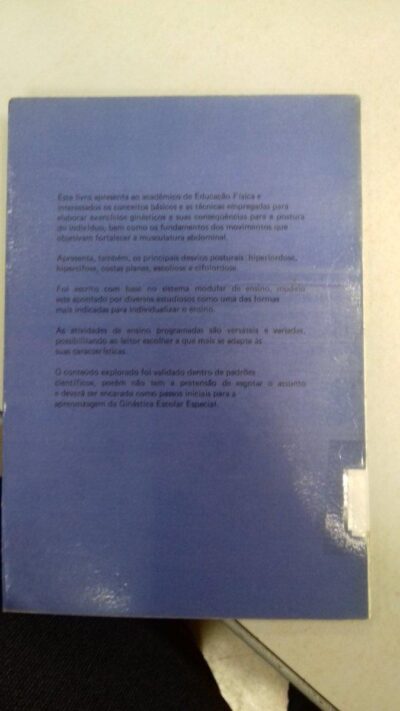 Este livro apresenta ao acadêmico de Educação Física e
interessados os conceitos básicos e as técnicas empregadas para
elaborar exercícios ginásticos e suas consequências para a postura
do indivíduo, bem como os fundamentos dos movimentos que
objetivam fortalecer a musculatura abdominal.
Apresenta, também, os principais desvios posturais: hiperlordose,
hipercifose, costas planas, escoliose e cifolordose.
Foi escrito com base no sistema modular de ensino, modelo
este apontado por diversos estudiosos como uma das formas
mais indicadas para individualizar o ensino.
As atividades de ensino programadas são versáteis e variadas,
possibilitando ao leitor escolher a que mais se adapta às
suas características.
O conteúdo explorado foi validado dentro de padrões
científicos, porém não tem a pretensão de esgotar o assunto
e deverá ser encarado como passos iniciais para a
aprendizagem da Ginástica Escolar Especial.